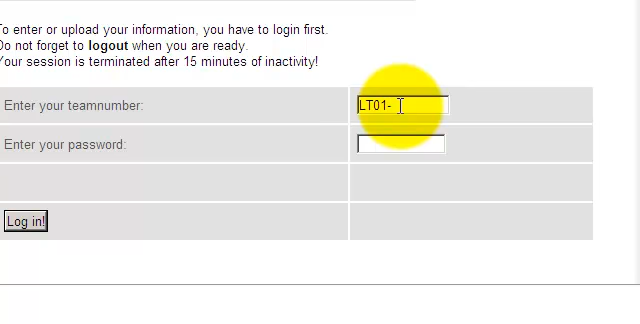 To enter or upload your information, you have to login first.
Do not forget to logout when you are ready.
Your session is terminated after 15 minutes of inactivity!
Enter your teamnumber:
LT01-
Enter your password:
Log in!